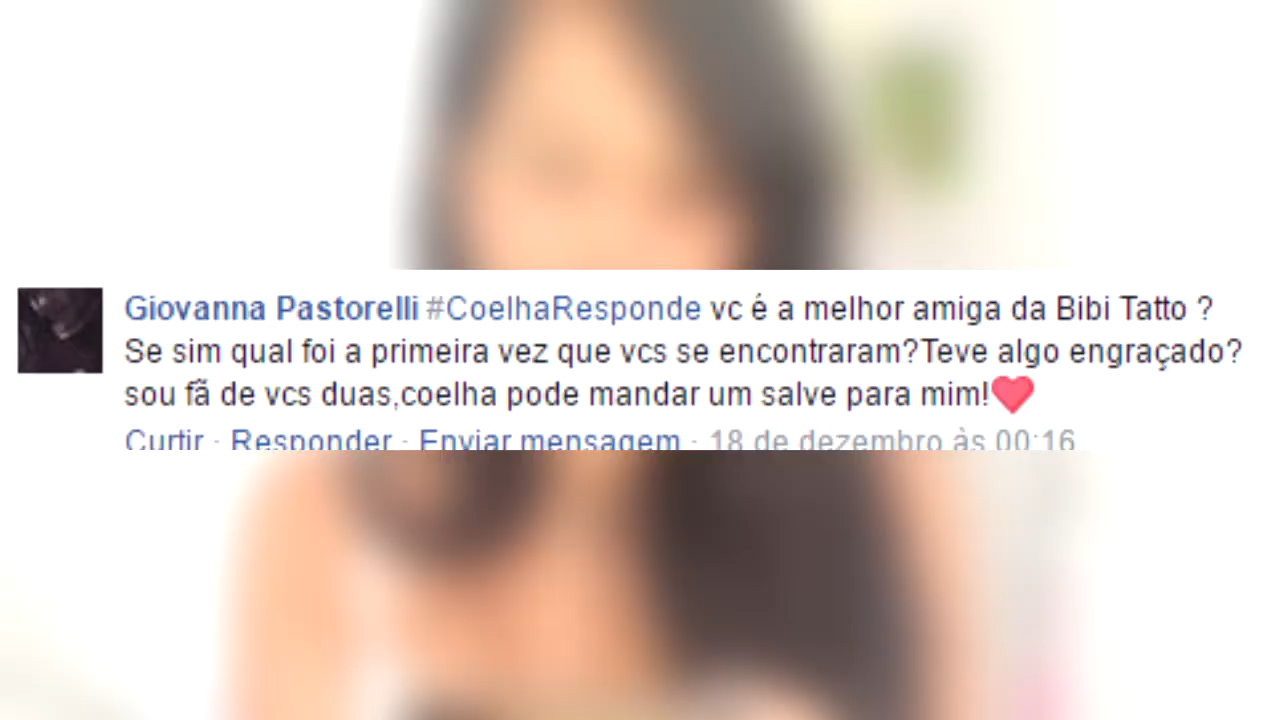 Giovanna Pastorelli #CoelhaResponde vc é a melhor amiga da Bibi Tatto ?
Se sim qual foi a primeira vez que vcs se encontraram?Teve algo engraçado?
sou fã de vcs duas,coelha pode mandar um salve para mim!❤
Curtir · Responder · Enviar mensagem · 18 de dezembro às 00:16